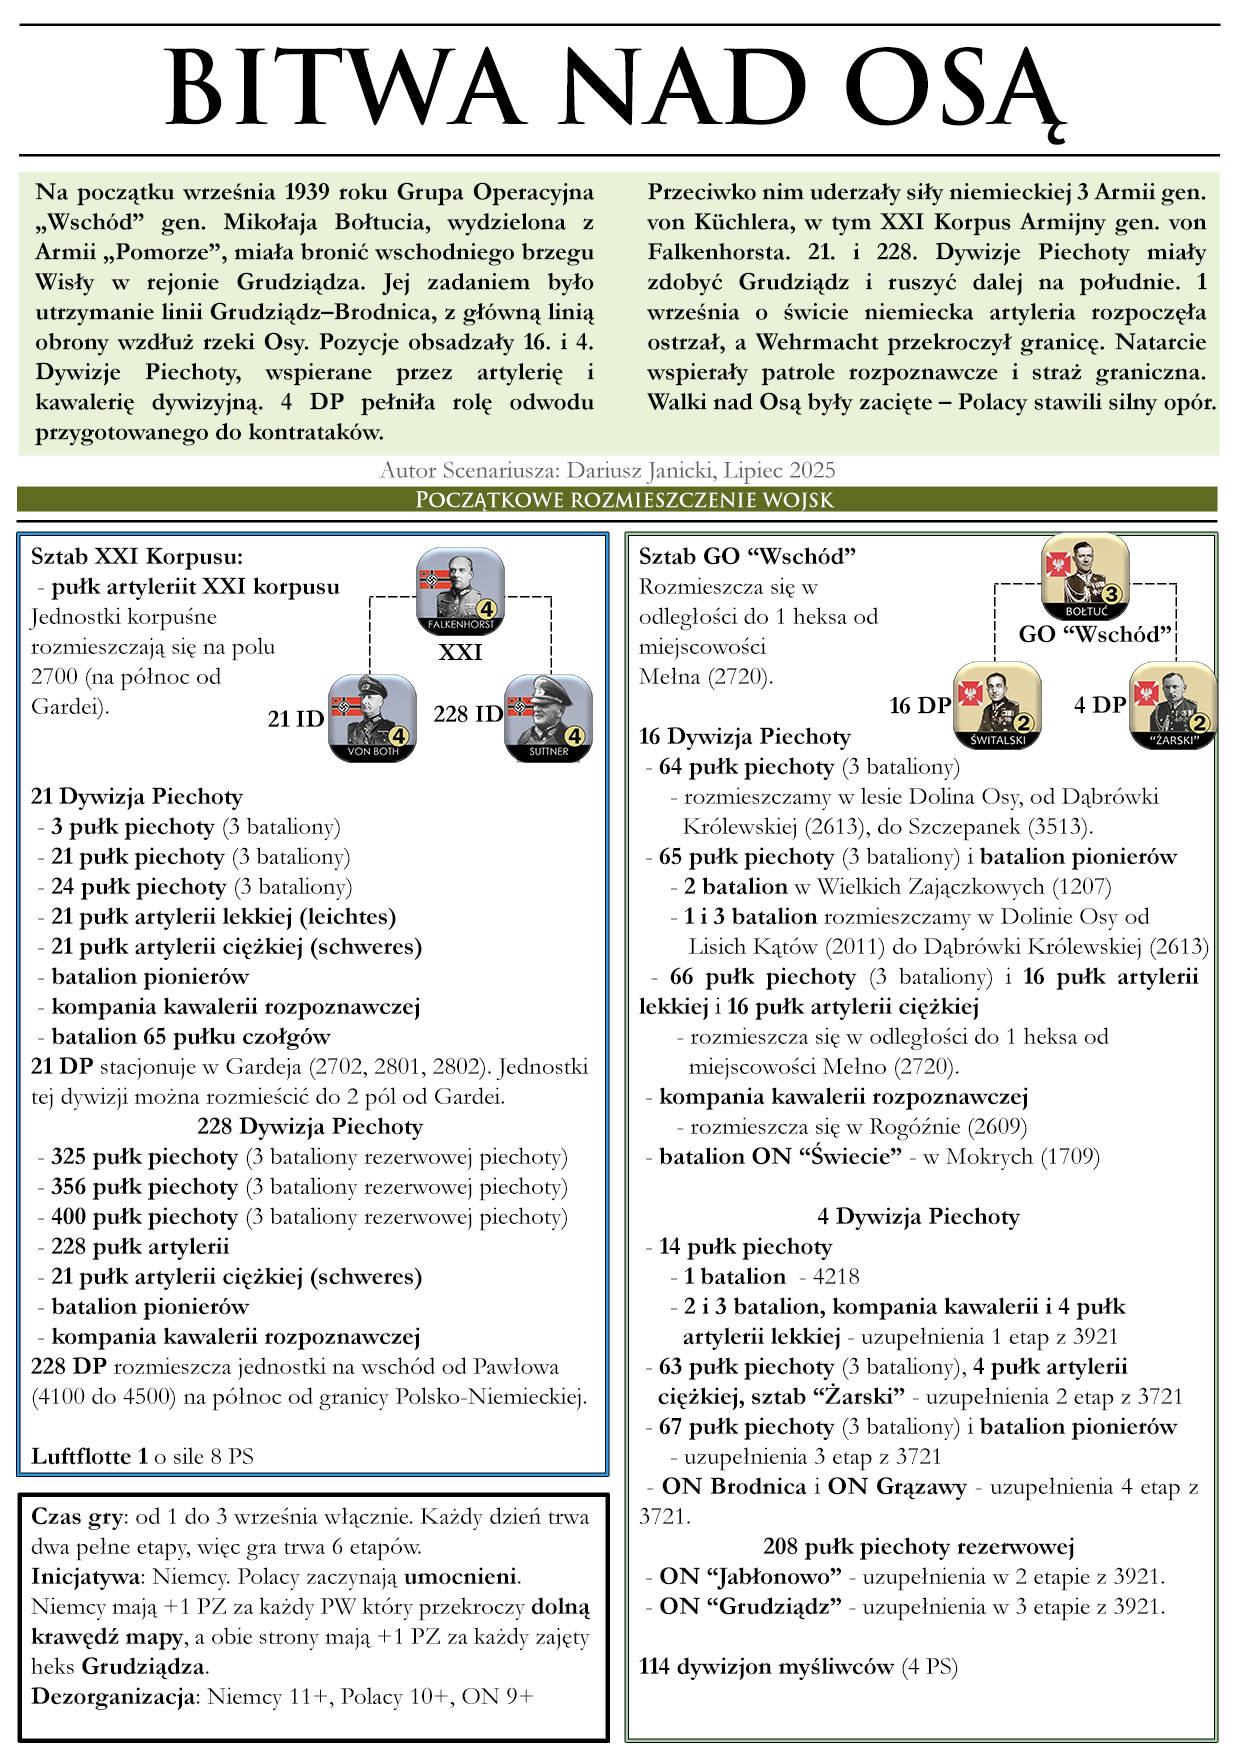 BITWA NAD OSĄ
Na początku września 1939 roku Grupa Operacyjna
„Wschód” gen. Mikołaja Bołtucia, wydzielona z
Armii „Pomorze”, miała bronić wschodniego brzegu
Wisły w rejonie Grudziądza. Jej zadaniem było
utrzymanie linii Grudziądz–Brodnica, z główną linią
obrony wzdłuż rzeki Osy. Pozycje obsadzały 16. i 4.
Dywizje Piechoty, wspierane przez artylerię i
kawalerię dywizyjną. 4 DP pełniła rolę odwodu
przygotowanego do kontrataków.
Przeciwko nim uderzały siły niemieckiej 3 Armii gen.
von Küchlera, w tym XXI Korpus Armijny gen. von
Falkenhorsta. 21. i 228. Dywizje Piechoty miały
zdobyć Grudziądz i ruszyć dalej na południe. 1
września o świcie niemiecka artyleria rozpoczęła
ostrzał, a Wehrmacht przekroczył granicę. Natarcie
wspierały patrole rozpoznawcze i straż graniczna.
Walki nad Osą były zacięte – Polacy stawili silny opór.
Autor Scenariusza: Dariusz Janicki, Lipiec 2025
Początkowe rozmieszczenie wojsk
Sztab XXI Korpusu:
- pułk artyleriit XXI korpusu
Jednostki korpuśne
rozmieszczają się na polu
2700 (na północ od
Gardei).
4
FALKENHORST
XXI
21 ID
4
VON BOTH
228 ID
4
SUTTNER
21 Dywizja Piechoty
- 3 pułk piechoty (3 bataliony)
- 21 pułk piechoty (3 bataliony)
- 24 pułk piechoty (3 bataliony)
- 21 pułk artylerii lekkiej (leichtes)
- 21 pułk artylerii ciężkiej (schweres)
- batalion pionierów
- kompania kawalerii rozpoznawczej
- batalion 65 pułku czołgów
21 DP stacjonuje w Gardeja (2702, 2801, 2802). Jednostki
tej dywizji można rozmieścić do 2 pól od Gardei.
228 Dywizja Piechoty
- 325 pułk piechoty (3 bataliony rezerwowej piechoty)
- 356 pułk piechoty (3 bataliony rezerwowej piechoty)
- 400 pułk piechoty (3 bataliony rezerwowej piechoty)
- 228 pułk artylerii
- 21 pułk artylerii ciężkiej (schweres)
- batalion pionierów
- kompania kawalerii rozpoznawczej
228 DP rozmieszcza jednostki na wschód od Pawłowa
(4100 do 4500) na północ od granicy Polsko-Niemieckiej.
Luftflotte 1 o sile 8 PS
Czas gry: od 1 do 3 września włącznie. Każdy dzień trwa
dwa pełne etapy, więc gra trwa 6 etapów.
Inicjatywa: Niemcy. Polacy zaczynają umocnieni.
Niemcy mają +1 PZ za każdy PW który przekroczy dolną
krawędź mapy, a obie strony mają +1 PZ za każdy zajęty
heks Grudziądza.
Dezorganizacja: Niemcy 11+, Polacy 10+, ON 9+
Sztab GO “Wschód”
Rozmieszcza się w
odległości do 1 heksa od
miejscowości
Mełna (2720).
3
BOŁTUĆ
GO “Wschód”
16 DP
2
ŚWITALSKI
4 DP
2
“ŻARSKI”
16 Dywizja Piechoty
- 64 pułk piechoty (3 bataliony)
- rozmieszczamy w lesie Dolina Osy, od Dąbrówki
Królewskiej (2613), do Szczepanek (3513).
- 65 pułk piechoty (3 bataliony) i batalion pionierów
- 2 batalion w Wielkich Zajączkowych (1207)
- 1 i 3 batalion rozmieszczamy w Dolinie Osy od
Lisich Kątów (2011) do Dąbrówki Królewskiej (2613)
- 66 pułk piechoty (3 bataliony) i 16 pułk artylerii
lekkiej i 16 pułk artylerii ciężkiej
- rozmieszcza się w odległości do 1 heksa od
miejscowości Mełno (2720).
- kompania kawalerii rozpoznawczej
- rozmieszcza się w Rogóźnie (2609)
- batalion ON “Świecie” - w Mokrych (1709)
4 Dywizja Piechoty
- 14 pułk piechoty
- 1 batalion - 4218
- 2 i 3 batalion, kompania kawalerii i 4 pułk
artylerii lekkiej - uzupełnienia 1 etap z 3921
- 63 pułk piechoty (3 bataliony), 4 pułk artylerii
ciężkiej, sztab “Żarski” - uzupełnienia 2 etap z 3721
- 67 pułk piechoty (3 bataliony) i batalion pionierów
- uzupełnienia 3 etap z 3721
- ON Brodnica i ON Grązawy - uzupełnienia 4 etap z
3721.
208 pułk piechoty rezerwowej
- ON “Jabłonowo” - uzupełnienia w 2 etapie z 3921.
- ON “Grudziądz” - uzupełnienia w 3 etapie z 3921.
114 dywizjon myśliwców (4 PS)